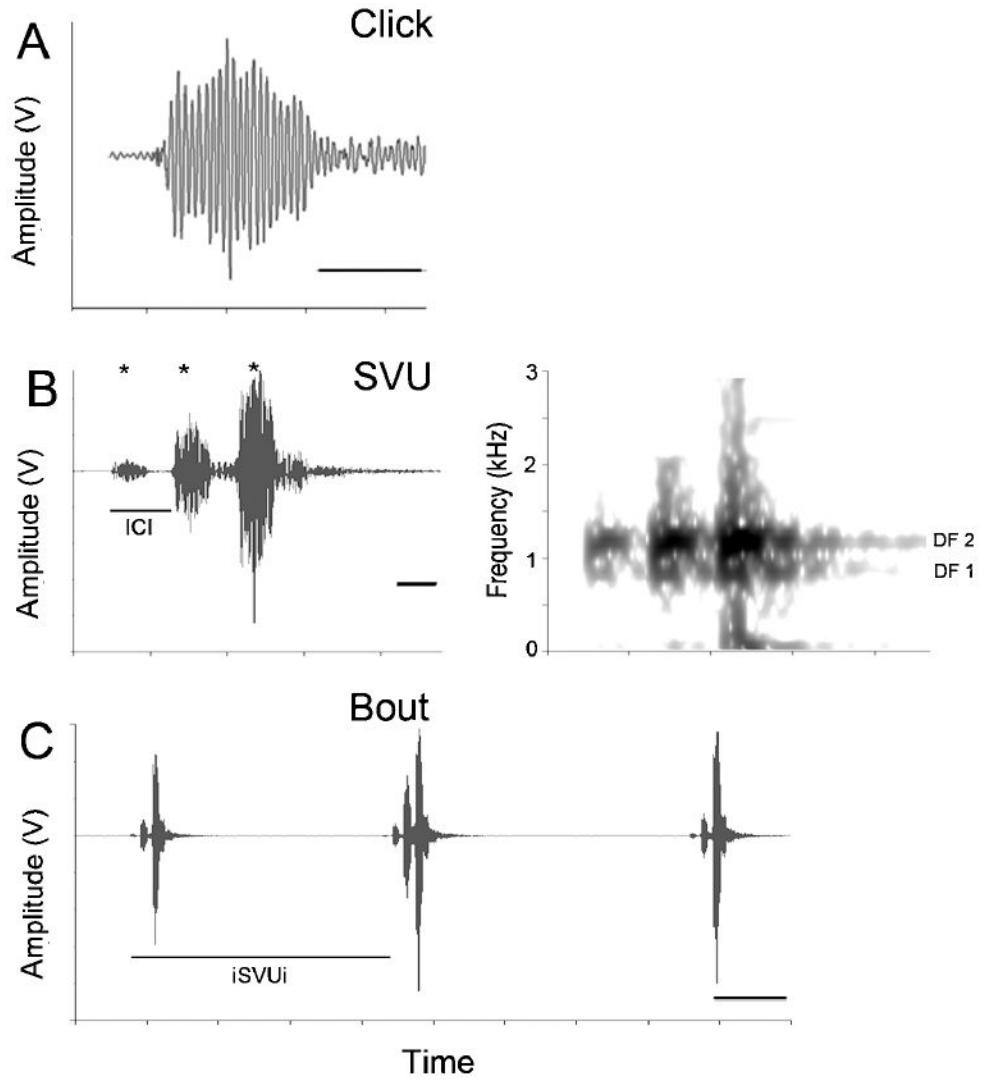 A
Click
Amplitude (V)
B
* * *
SVU
Amplitude (V)
ICI
Frequency (kHz)
3
2
1
0
DF 2
DF 1
Bout
C
Amplitude (V)
iSVUi
Time